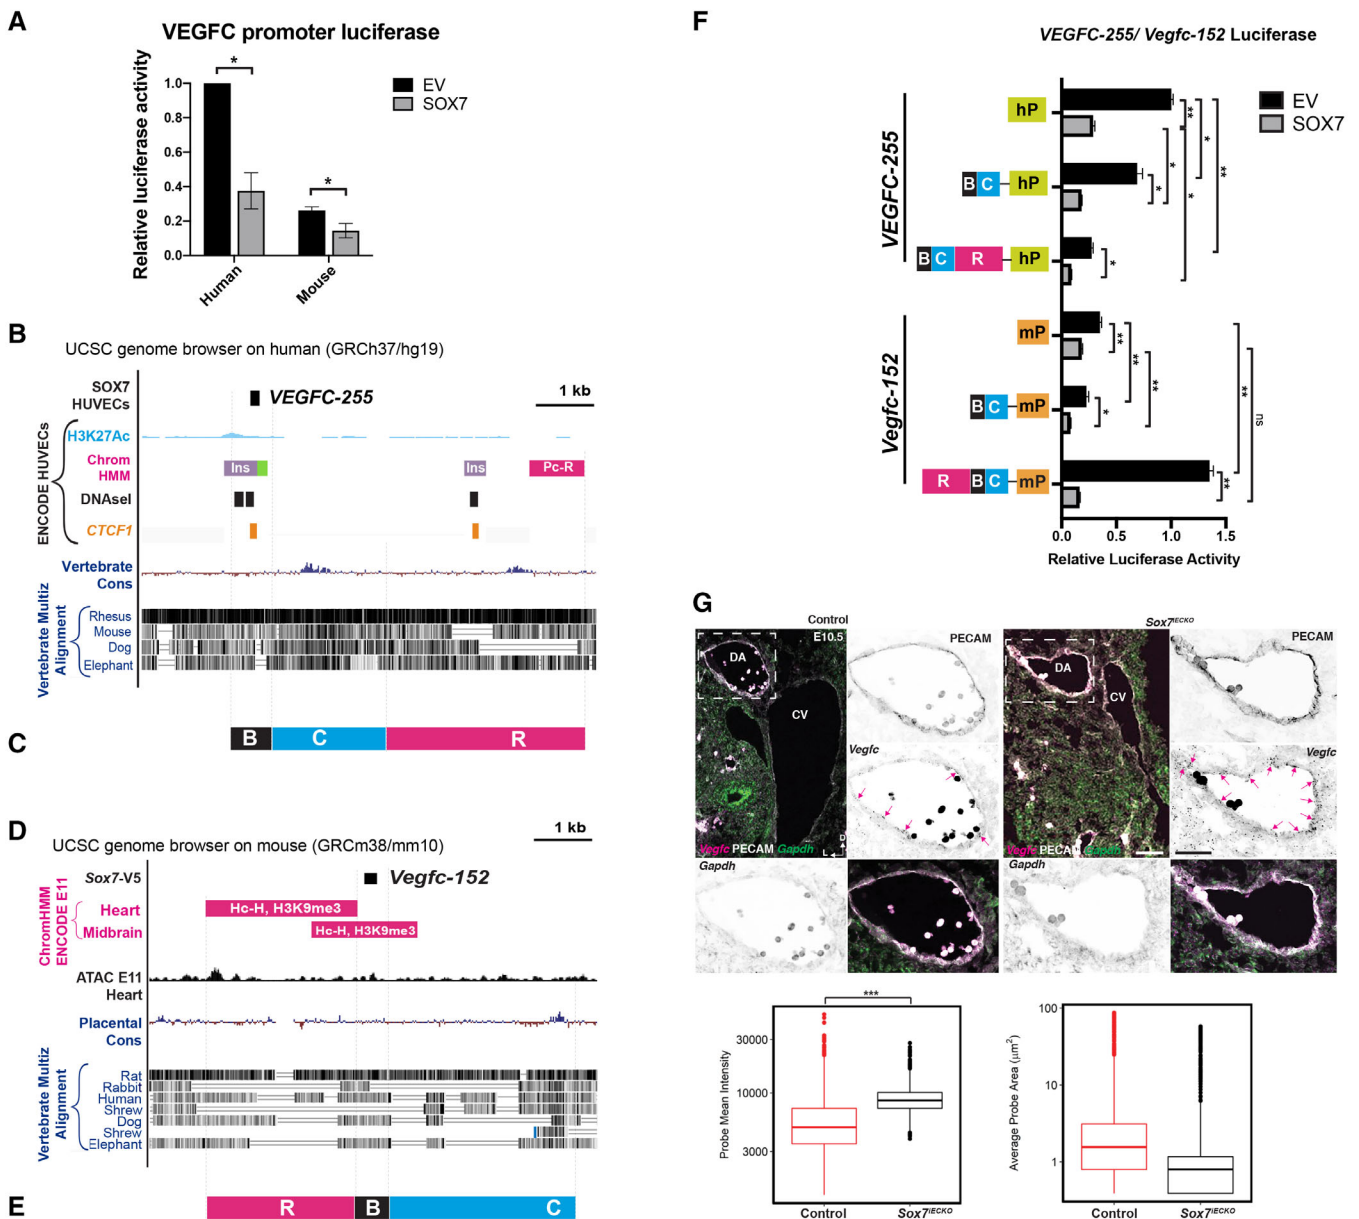 A
VEGFC promoter luciferase
Relative luciferase activity
1.0
0.8
0.6
0.4
0.2
0.0
*
*
EV
SOX7
Human
Mouse
B
UCSC genome browser on human (GRCh37/hg19)
SOX7
HUVECs
VEGFC-255
1 kb
ENCODE HUVECs
H3K27Ac
Chrom
HMM
Ins
Ins
Pc-R
DNAseI
CTCF1
Vertebrate
Cons
Vertebrate Multiz
Alignment
Rhesus
Mouse
Dog
Elephant
C
B
C
R
D
UCSC genome browser on mouse (GRCm38/mm10)
1 kb
Sox7-V5
Vegfc-152
ChromHMM
ENCODE E11
Heart
Hc-H, H3K9me3
Midbrain
Hc-H, H3K9me3
ATAC E11
Heart
Placental
Cons
Vertebrate Multiz
Alignment
Rat
Rabbit
Human
Shrew
Dog
Shrew
Elephant
E
R
B
C
F
VEGFC-255/ Vegfc-152 Luciferase
EV
SOX7
VEGFC-255
hP
B C hP
B C R hP
Vegfc-152
mP
B C mP
R B C mP
**
*
**
*
*
*
*
**
**
**
*
**
ns
**
0.0
0.5
1.0
1.5
Relative Luciferase Activity
G
Control
Sox7iECKO
E10.5
DA
CV
PECAM
Vegfc
D
L
Vegfc PECAM Gapdh
Gapdh
DA
CV
PECAM
Vegfc
Vegfc PECAM Gapdh
Gapdh
***
Probe Mean Intensity
30000
10000
3000
Control
Sox7iECKO
Average Probe Area (µm2)
100
10
1
Control
Sox7iECKO